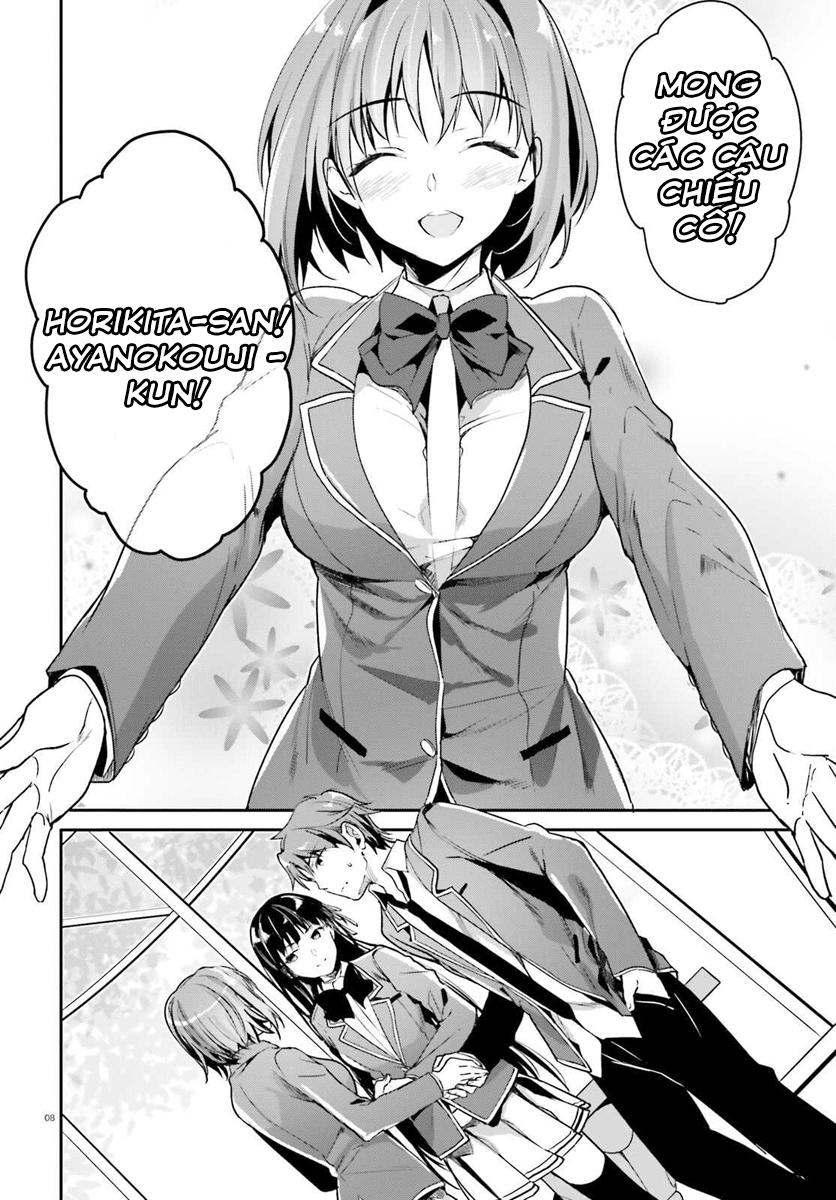 MONG
ĐƯỢC
CÁC CẬU
CHIẾU
CỐ!
HORIKITA-SAN!
AYANOKOUJI -
KUN!
08